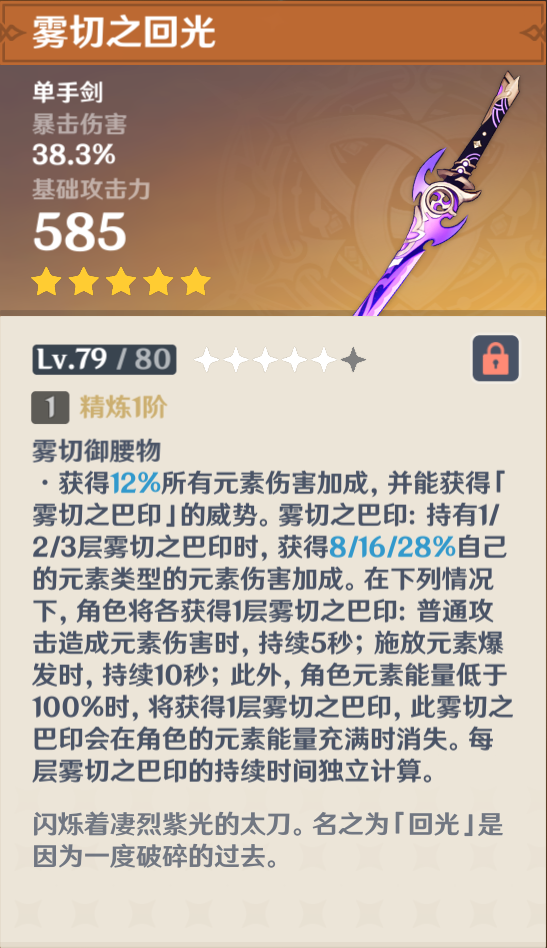 雾切之回光
单手剑
暴击伤害
38.3%
基础攻击力
585
Lv.79 / 80
1 精炼1阶
雾切御腰物
·获得12%所有元素伤害加成, 并能获得「
雾切之巴印」的威势。雾切之巴印: 持有1/
2/3层雾切之巴印时, 获得8/16/28%自己
的元素类型的元素伤害加成。在下列情况
下, 角色将各获得1层雾切之巴印: 普通攻
击造成元素伤害时, 持续5秒; 施放元素爆
发时, 持续10秒; 此外, 角色元素能量低于
100%时, 将获得1层雾切之巴印, 此雾切之
巴印会在角色的元素能量充满时消失。每
层雾切之巴印的持续时间独立计算。
闪烁着凄烈紫光的太刀。名之为「回光」是
因为一度破碎的过去。